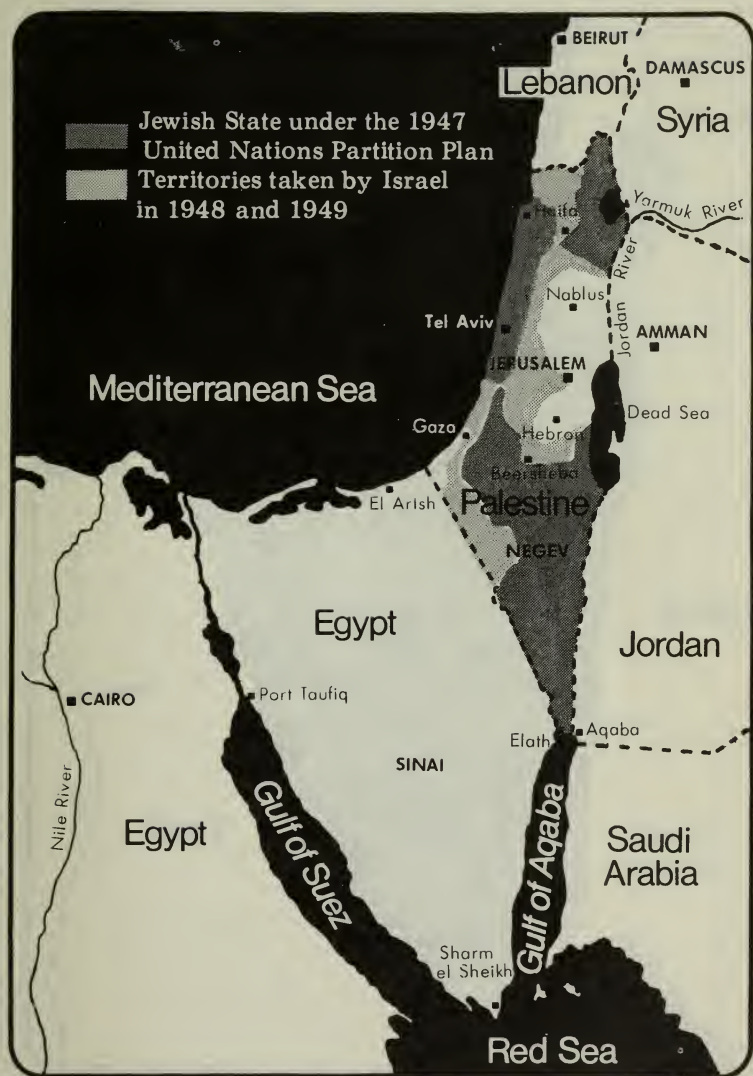 BEIRUT
Lebanon
DAMASCUS
Syria
Jewish State under the 1947
United Nations Partition Plan
Territories taken by Israel
in 1948 and 1949
Haifa
Yarmuk River
Jordan River
Nablus
Tel Aviv
AMMAN
JERUSALEM
Mediterranean Sea
Dead Sea
Gaza
Hebron
Beersheba
El Arish
Palestine
NEGEV
Egypt
Jordan
Port Taufiq
CAIRO
Elath
Aqaba
SINAI
Nile River
Gulf of Suez
Gulf of Aqaba
Egypt
Saudi
Arabia
Sharm
el Sheikh
Red Sea